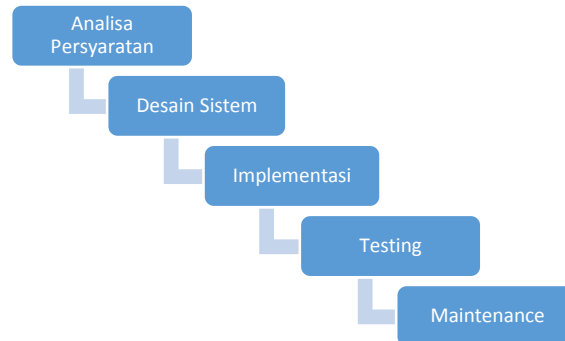 Analisa
Persyaratan
Desain Sistem
Implementasi
Testing
Maintenance